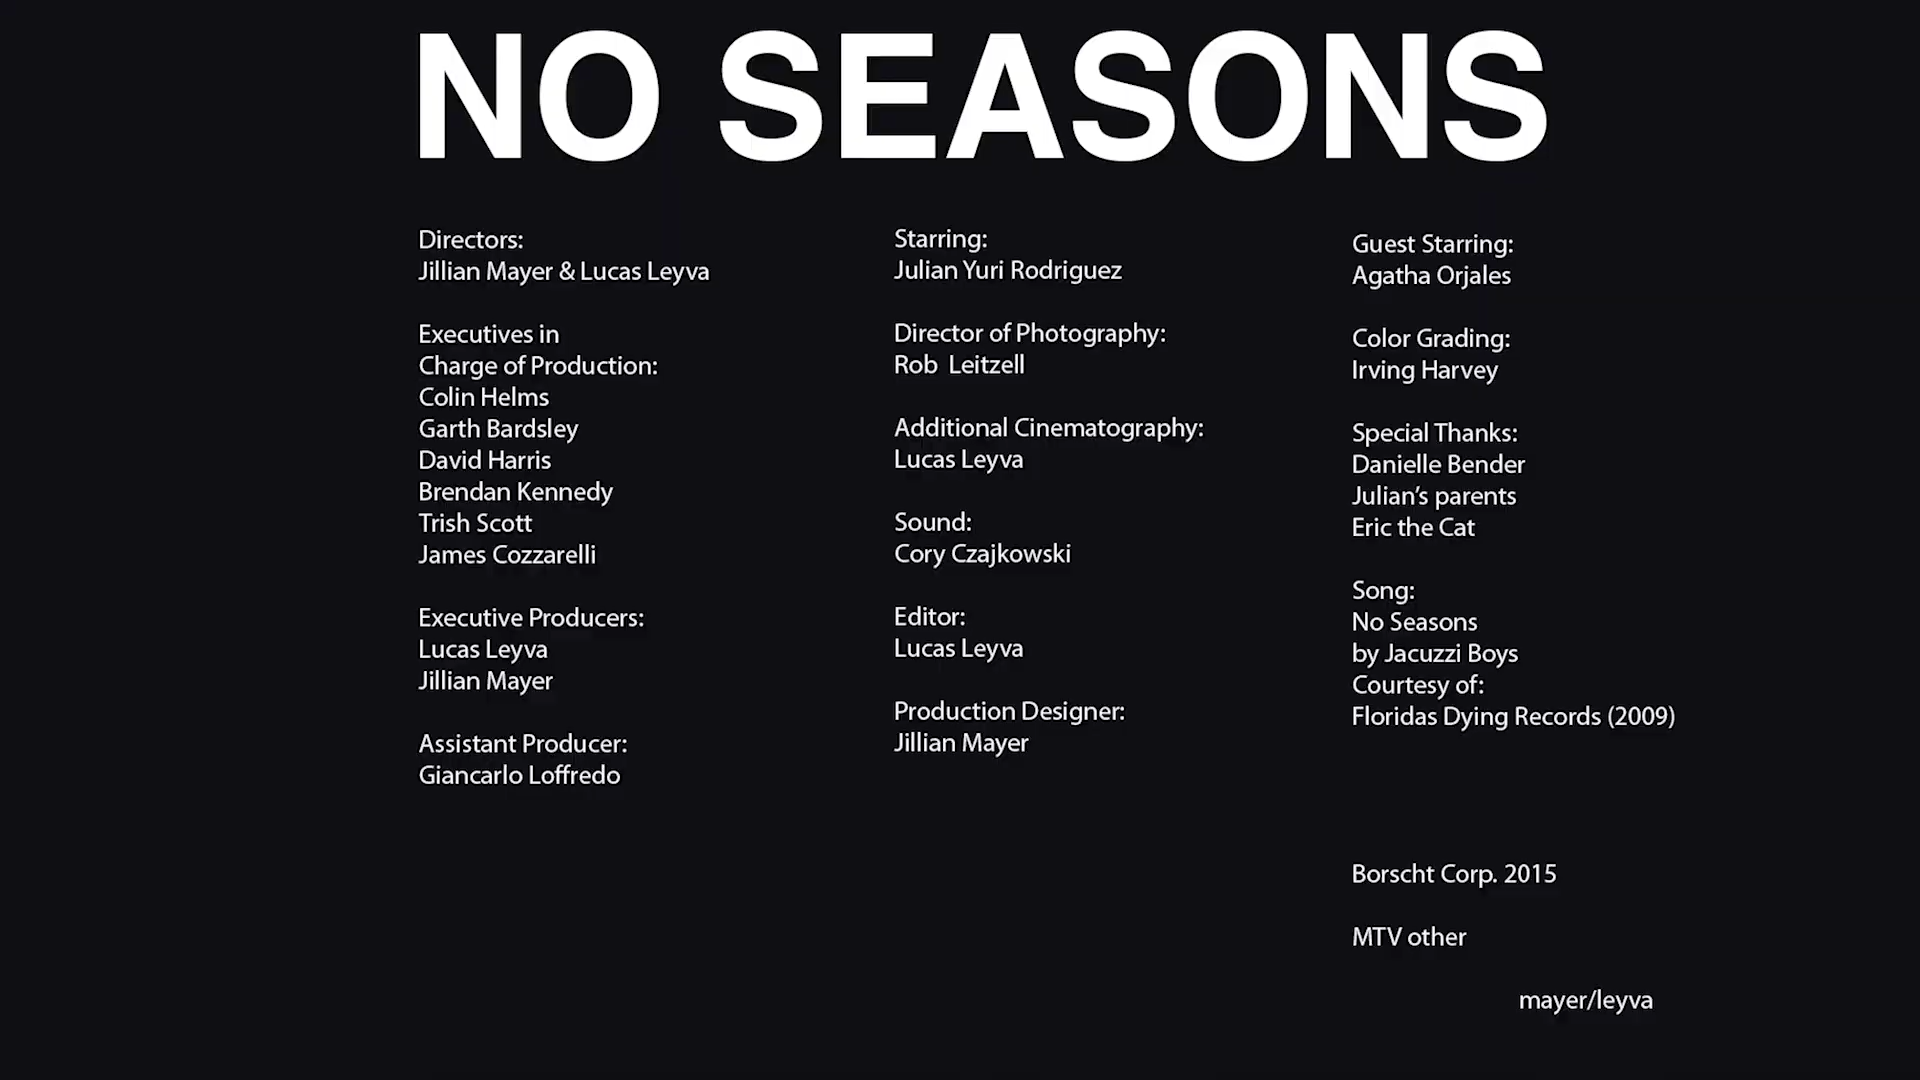 NO SEASONS
Directors:
Jillian Mayer & Lucas Leyva
Executives in
Charge of Production:
Colin Helms
Garth Bardsley
David Harris
Brendan Kennedy
Trish Scott
James Cozzarelli
Executive Producers:
Lucas Leyva
Jillian Mayer
Assistant Producer:
Giancarlo Loffredo
Starring:
Julian Yuri Rodriguez
Director of Photography:
Rob  Leitzell
Additional Cinematography:
Lucas Leyva
Sound:
Cory Czajkowski
Editor:
Lucas Leyva
Production Designer:
Jillian Mayer
Guest Starring:
Agatha Orjales
Color Grading:
Irving Harvey
Special Thanks:
Danielle Bender
Julian’s parents
Eric the Cat
Song:
No Seasons
by Jacuzzi Boys
Courtesy of:
Floridas Dying Records (2009)
Borscht Corp. 2015
MTV other
mayer/leyva